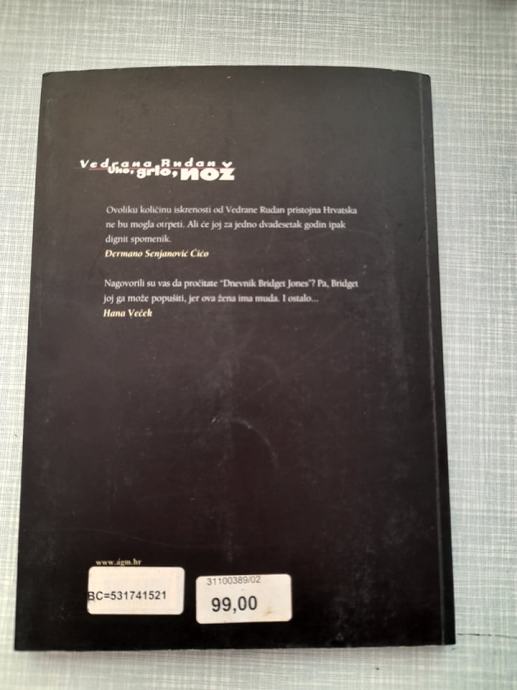 Vedrana Rudan
Uho, grlo, nož
Ovoliku količinu iskrenosti od Vedrane Rudan pristojna Hrvatska
ne bu mogla otrpeti. Ali će joj za jedno dvadesetak godin ipak
dignit spomenik.
Đermano Senjanović Ćićo
Nagovorili su vas da pročitate "Dnevnik Bridget Jones"? Pa, Bridget
joj ga može popušiti, jer ova žena ima muda. I ostalo...
Hana Veček
www.agm.hr
BC=531741521
31100389/02
99,00